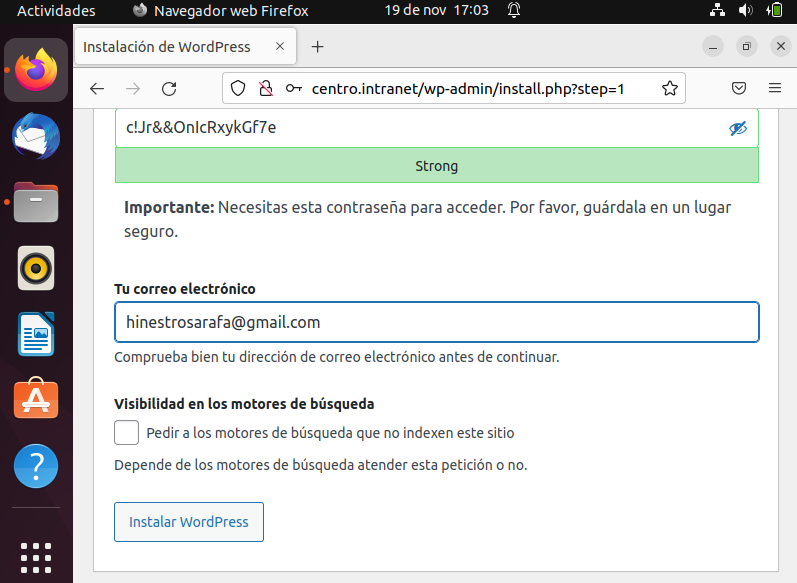 Actividades
Navegador web Firefox
19 de nov 17:03
Instalación de WordPress
centro.intranet/wp-admin/install.php?step=1
c!Jr&&OnIcRxykGf7e
Strong
Importante: Necesitas esta contraseña para acceder. Por favor, guárdala en un lugar
seguro.
Tu correo electrónico
hinestrosarafa@gmail.com
Comprueba bien tu dirección de correo electrónico antes de continuar.
Visibilidad en los motores de búsqueda
Pedir a los motores de búsqueda que no indexen este sitio
Depende de los motores de búsqueda atender esta petición o no.
Instalar WordPress